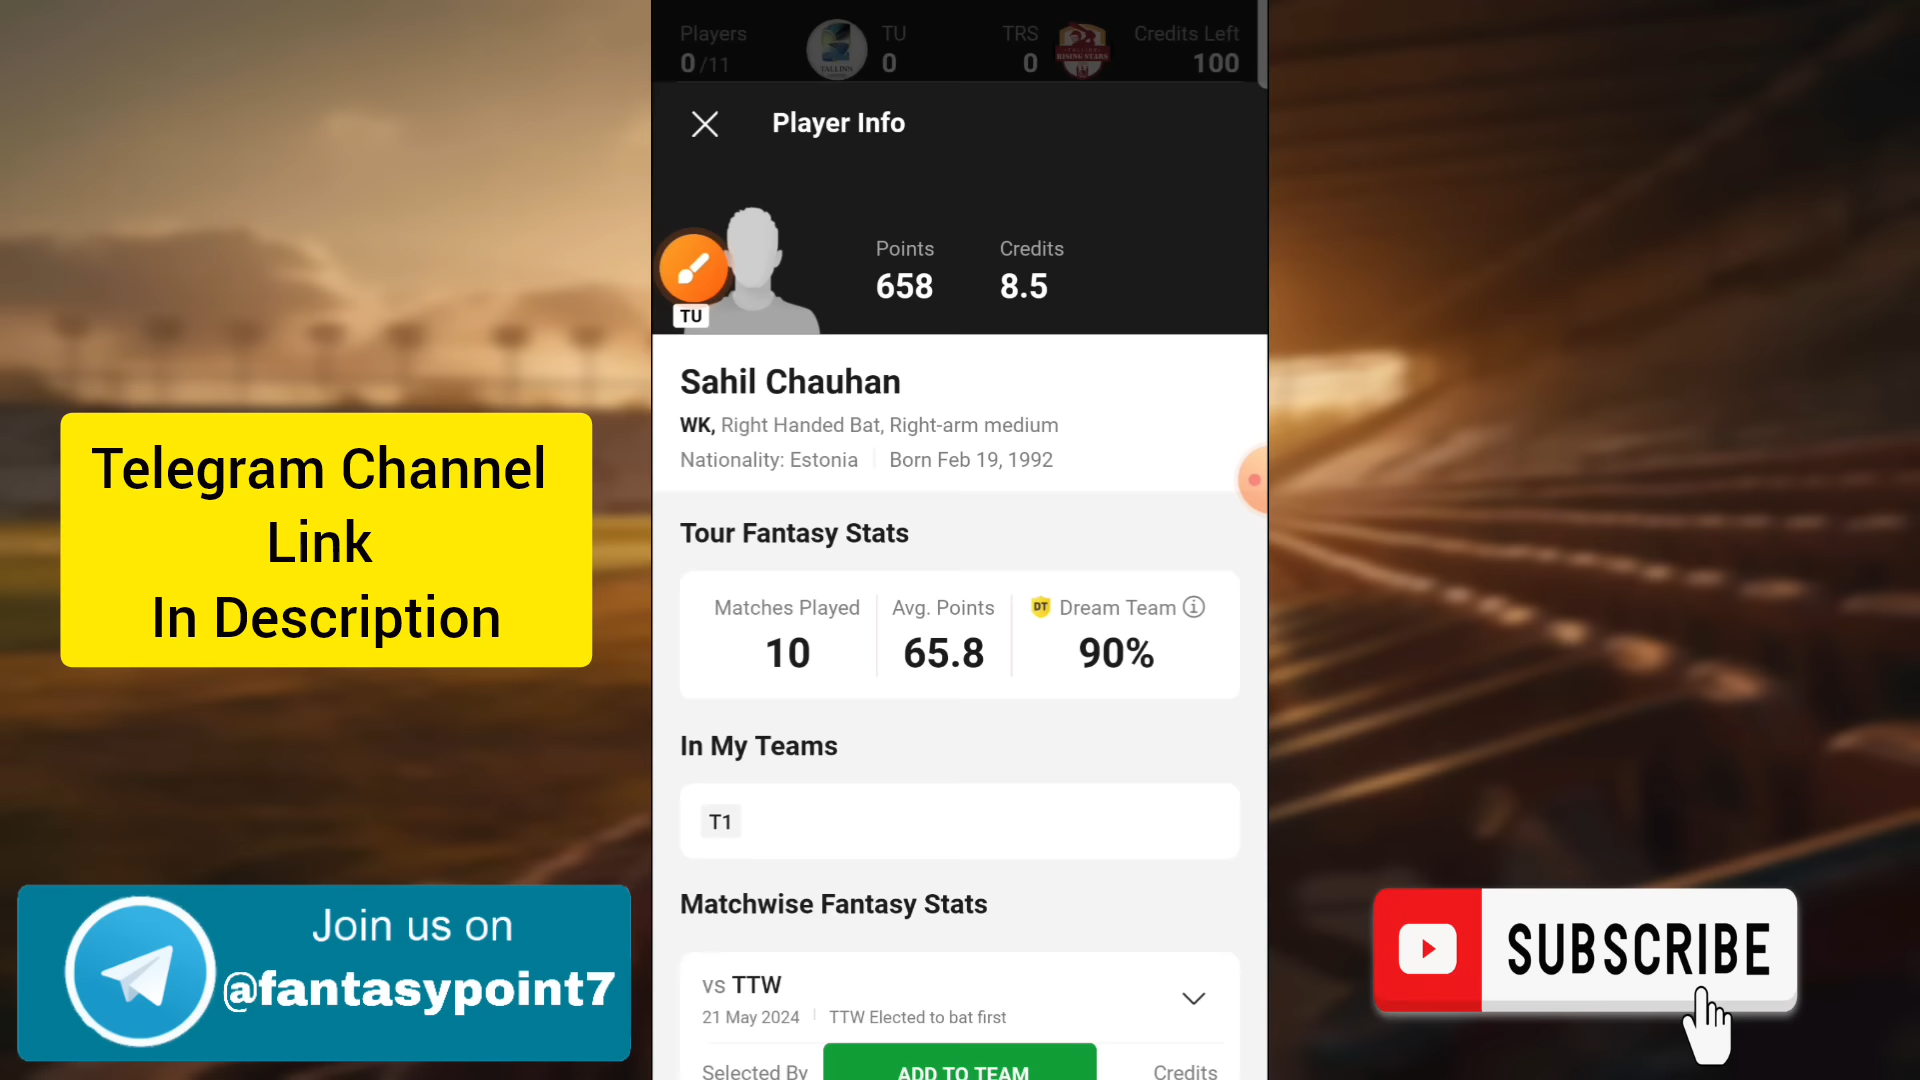 Players
0/11
TALLINN
TU
0
TRS
0
RISING STARS
Credits Left
100
Player Info
TU
Points
658
Credits
8.5
Sahil Chauhan
WK, Right Handed Bat, Right-arm medium
Nationality: Estonia
Born Feb 19, 1992
Tour Fantasy Stats
Matches Played
10
Avg. Points
65.8
DT Dream Team
90%
In My Teams
T1
Matchwise Fantasy Stats
vs TTW
21 May 2024
TTW Elected to bat first
Selected By
ADD TO TEAM
Credits
Telegram Channel
Link
In Description
Join us on
@fantasypoint7
SUBSCRIBE